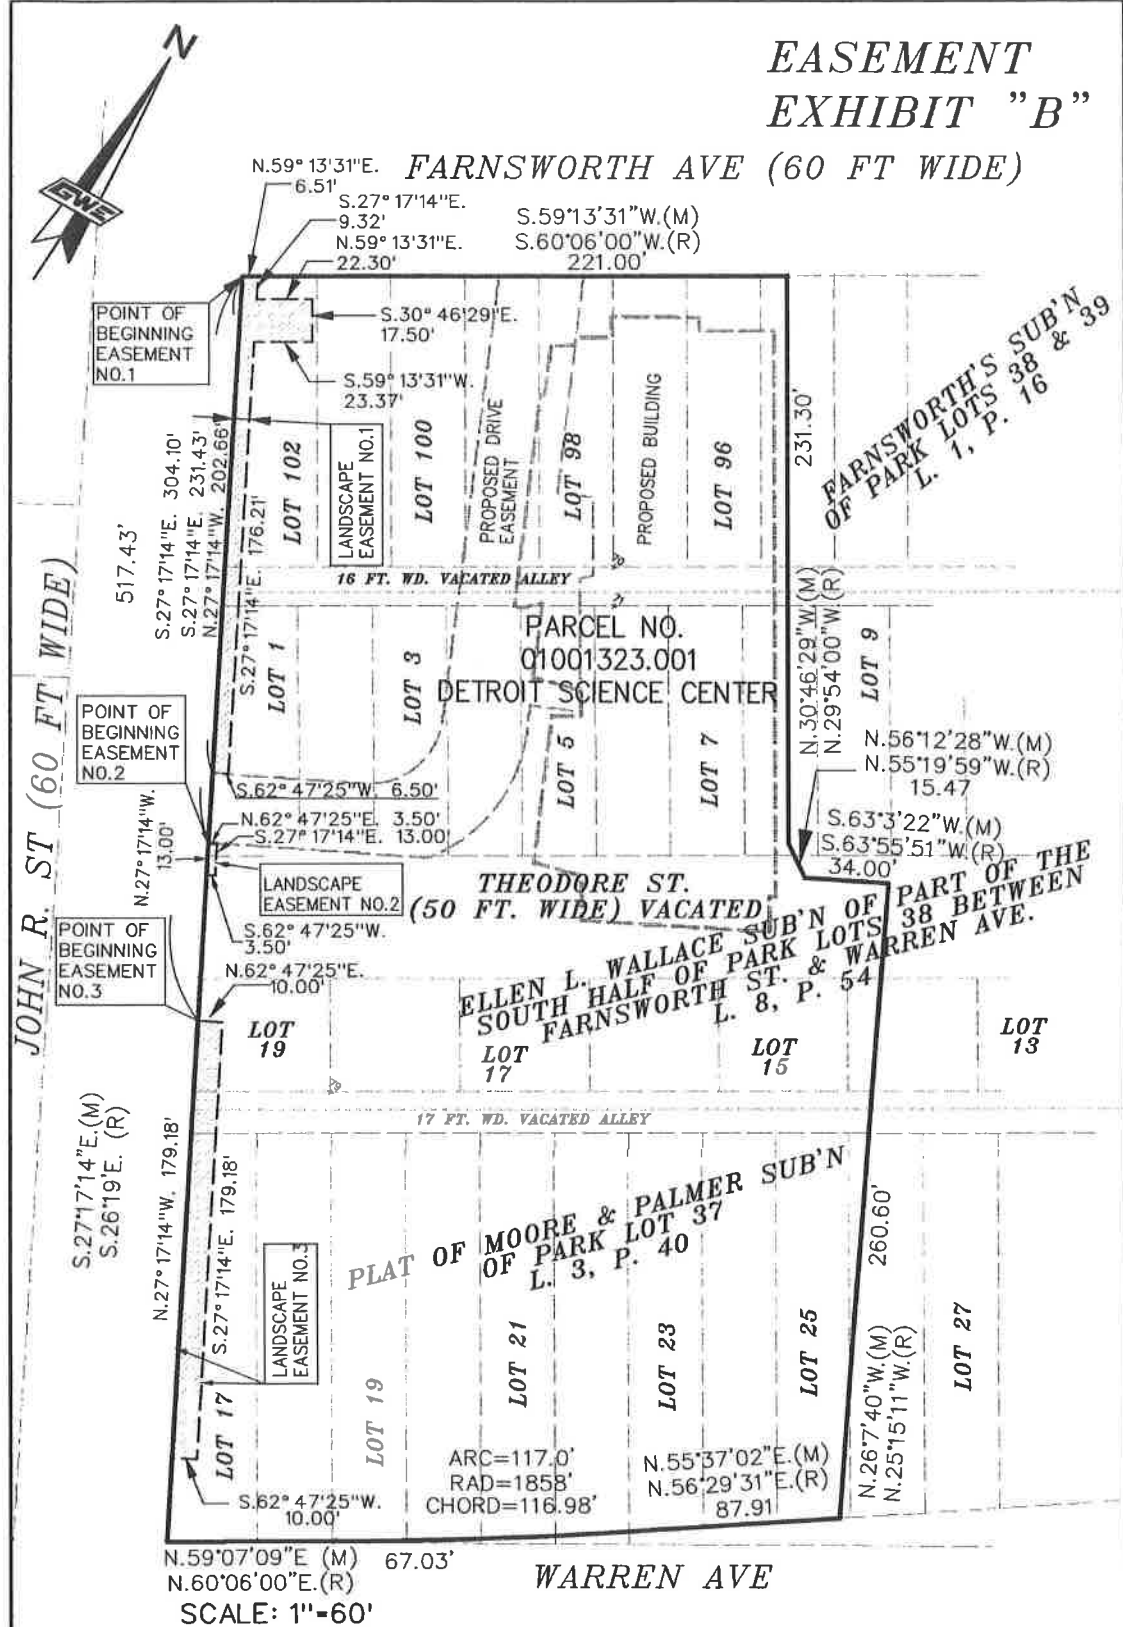 N
GWE
EASEMENT
EXHIBIT "B"
FARNSWORTH AVE (60 FT WIDE)
N.59° 13'31"E.
6.51'
S.27° 17'14"E.
9.32'
N.59° 13'31"E.
22.30'
S.59°13'31"W.(M)
S.60°06'00"W.(R)
221.00'
POINT OF
BEGINNING
EASEMENT
NO.1
S.30° 46'29"E.
17.50'
S.59° 13'31"W.
23.37'
FARNSWORTH'S SUB'N
OF PARK LOTS 38 & 39
L. 1, P. 16
231.30'
LOT 102
LANDSCAPE
EASEMENT NO.1
LOT 100
PROPOSED DRIVE
EASEMENT
LOT 98
PROPOSED BUILDING
LOT 96
517.43'
S.27° 17'14"E. 304.10'
S.27° 17'14"E. 231.43'
N.27° 17'14"W. 202.66'
S.27° 17'14"E. 176.21'
16 FT. WD. VACATED ALLEY
JOHN R. ST (60 FT WIDE)
LOT 1
LOT 3
PARCEL NO.
01001323.001
DETROIT SCIENCE CENTER
LOT 5
LOT 7
N.30°46'29"W.(M)
N.29°54'00"W.(R)
LOT 9
POINT OF
BEGINNING
EASEMENT
NO.2
N.56°12'28"W.(M)
N.55°19'59"W.(R)
15.47
S.62° 47'25"W. 6.50'
N.62° 47'25"E. 3.50'
S.27° 17'14"E. 13.00'
S.63°3'22"W.(M)
S.63°55'51"W.(R)
34.00'
N.27° 17'14"W.
13.00'
LANDSCAPE
EASEMENT NO.2
THEODORE ST.
(50 FT. WIDE) VACATED
S.62° 47'25"W.
3.50'
POINT OF
BEGINNING
EASEMENT
NO.3
N.62° 47'25"E.
10.00'
ELLEN L. WALLACE SUB'N OF PART OF THE
SOUTH HALF OF PARK LOTS 38 BETWEEN
FARNSWORTH ST. & WARREN AVE.
L. 8, P. 54
LOT
19
LOT
17
LOT
15
LOT
13
17 FT. WD. VACATED ALLEY
S.27°17'14"E.(M)
S.26°19'E. (R)
N.27° 17'14"W. 179.18'
S.27° 17'14"E. 179.18'
PLAT OF MOORE & PALMER SUB'N
OF PARK LOT 37
L. 3, P. 40
260.60'
LANDSCAPE
EASEMENT NO.3
LOT 17
LOT 19
LOT 21
LOT 23
LOT 25
LOT 27
N.26°7'40"W.(M)
N.25°15'11"W.(R)
S.62° 47'25"W.
10.00'
ARC=117.0'
RAD=1858'
CHORD=116.98'
N.55°37'02"E.(M)
N.56°29'31"E.(R)
87.91
N.59°07'09"E (M)
N.60°06'00"E.(R)
67.03'
WARREN AVE
SCALE: 1"=60'